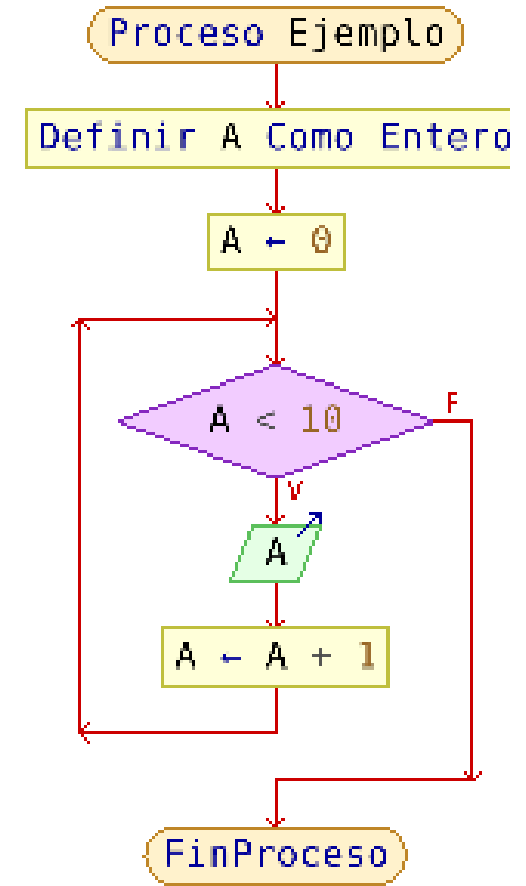 Proceso Ejemplo
Definir A Como Entero
A ← 0
A < 10
F
V
A
A ← A + 1
FinProceso